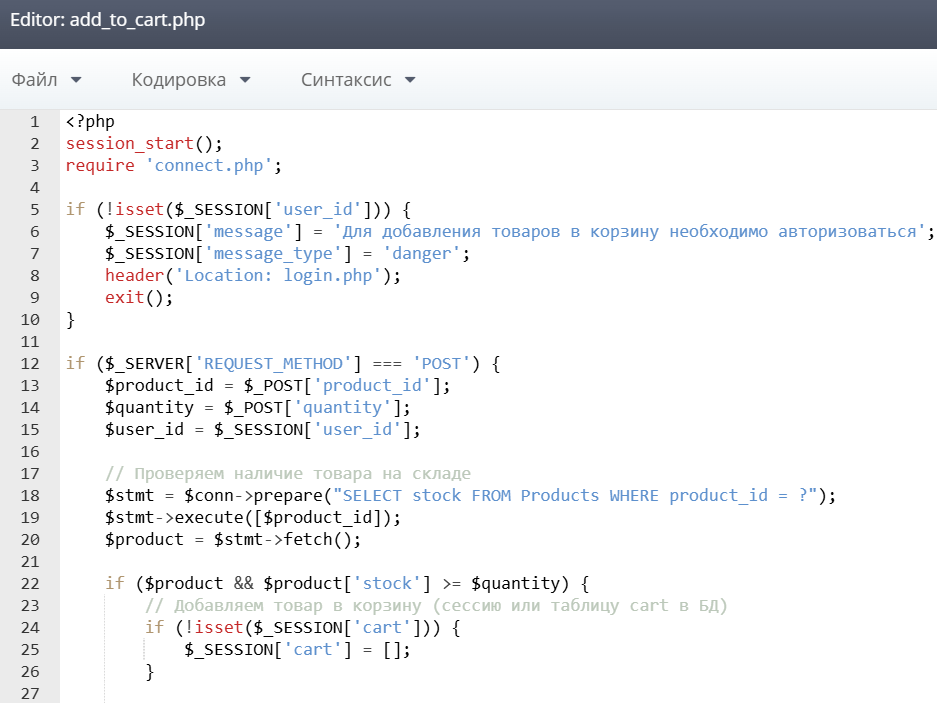 Editor: add_to_cart.php
Файл Кодировка Синтаксис
1 <?php
2 session_start();
3 require 'connect.php';
4
5 if (!isset($_SESSION['user_id'])) {
6     $_SESSION['message'] = 'Для добавления товаров в корзину необходимо авторизоваться';
7     $_SESSION['message_type'] = 'danger';
8     header('Location: login.php');
9     exit();
10 }
11
12 if ($_SERVER['REQUEST_METHOD'] === 'POST') {
13     $product_id = $_POST['product_id'];
14     $quantity = $_POST['quantity'];
15     $user_id = $_SESSION['user_id'];
16
17     // Проверяем наличие товара на складе
18     $stmt = $conn->prepare("SELECT stock FROM Products WHERE product_id = ?");
19     $stmt->execute([$product_id]);
20     $product = $stmt->fetch();
21
22     if ($product && $product['stock'] >= $quantity) {
23         // Добавляем товар в корзину (сессию или таблицу cart в БД)
24         if (!isset($_SESSION['cart'])) {
25             $_SESSION['cart'] = [];
26         }
27